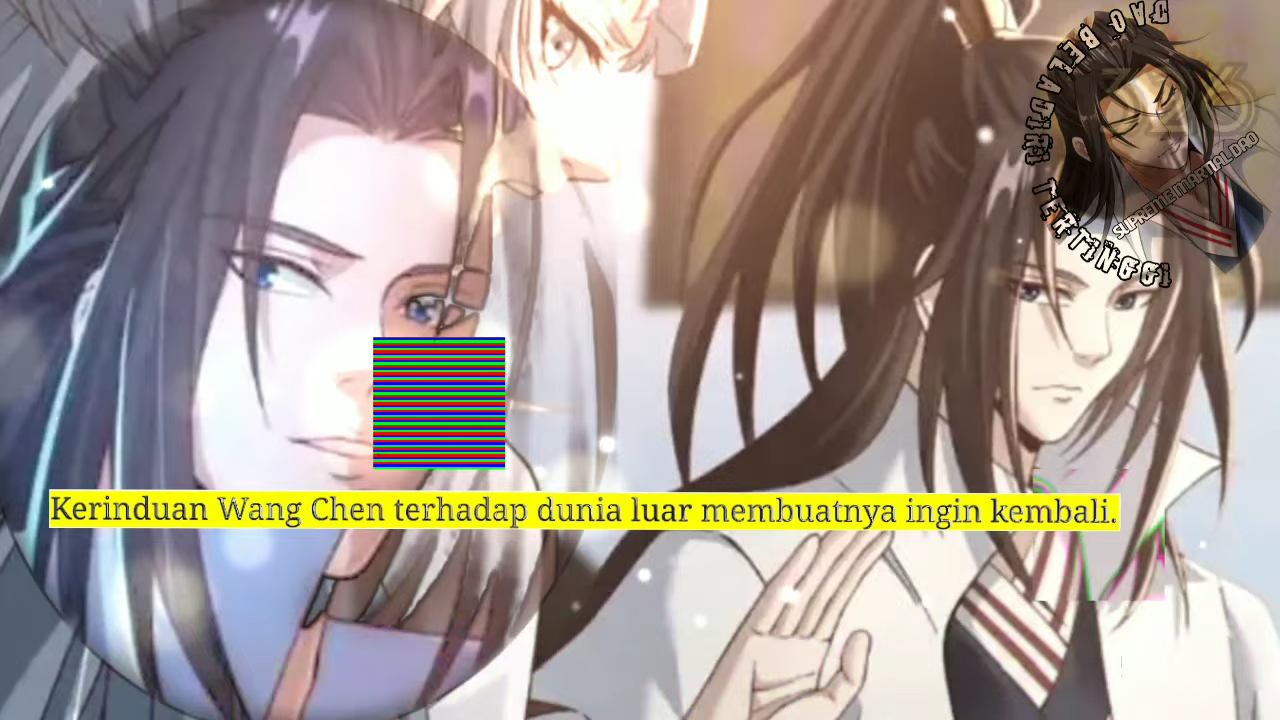 DAO BELADIRI TERTINGGI
SUPREME MARTIAL DAO
Kerinduan Wang Chen terhadap dunia luar membuatnya ingin kembali.